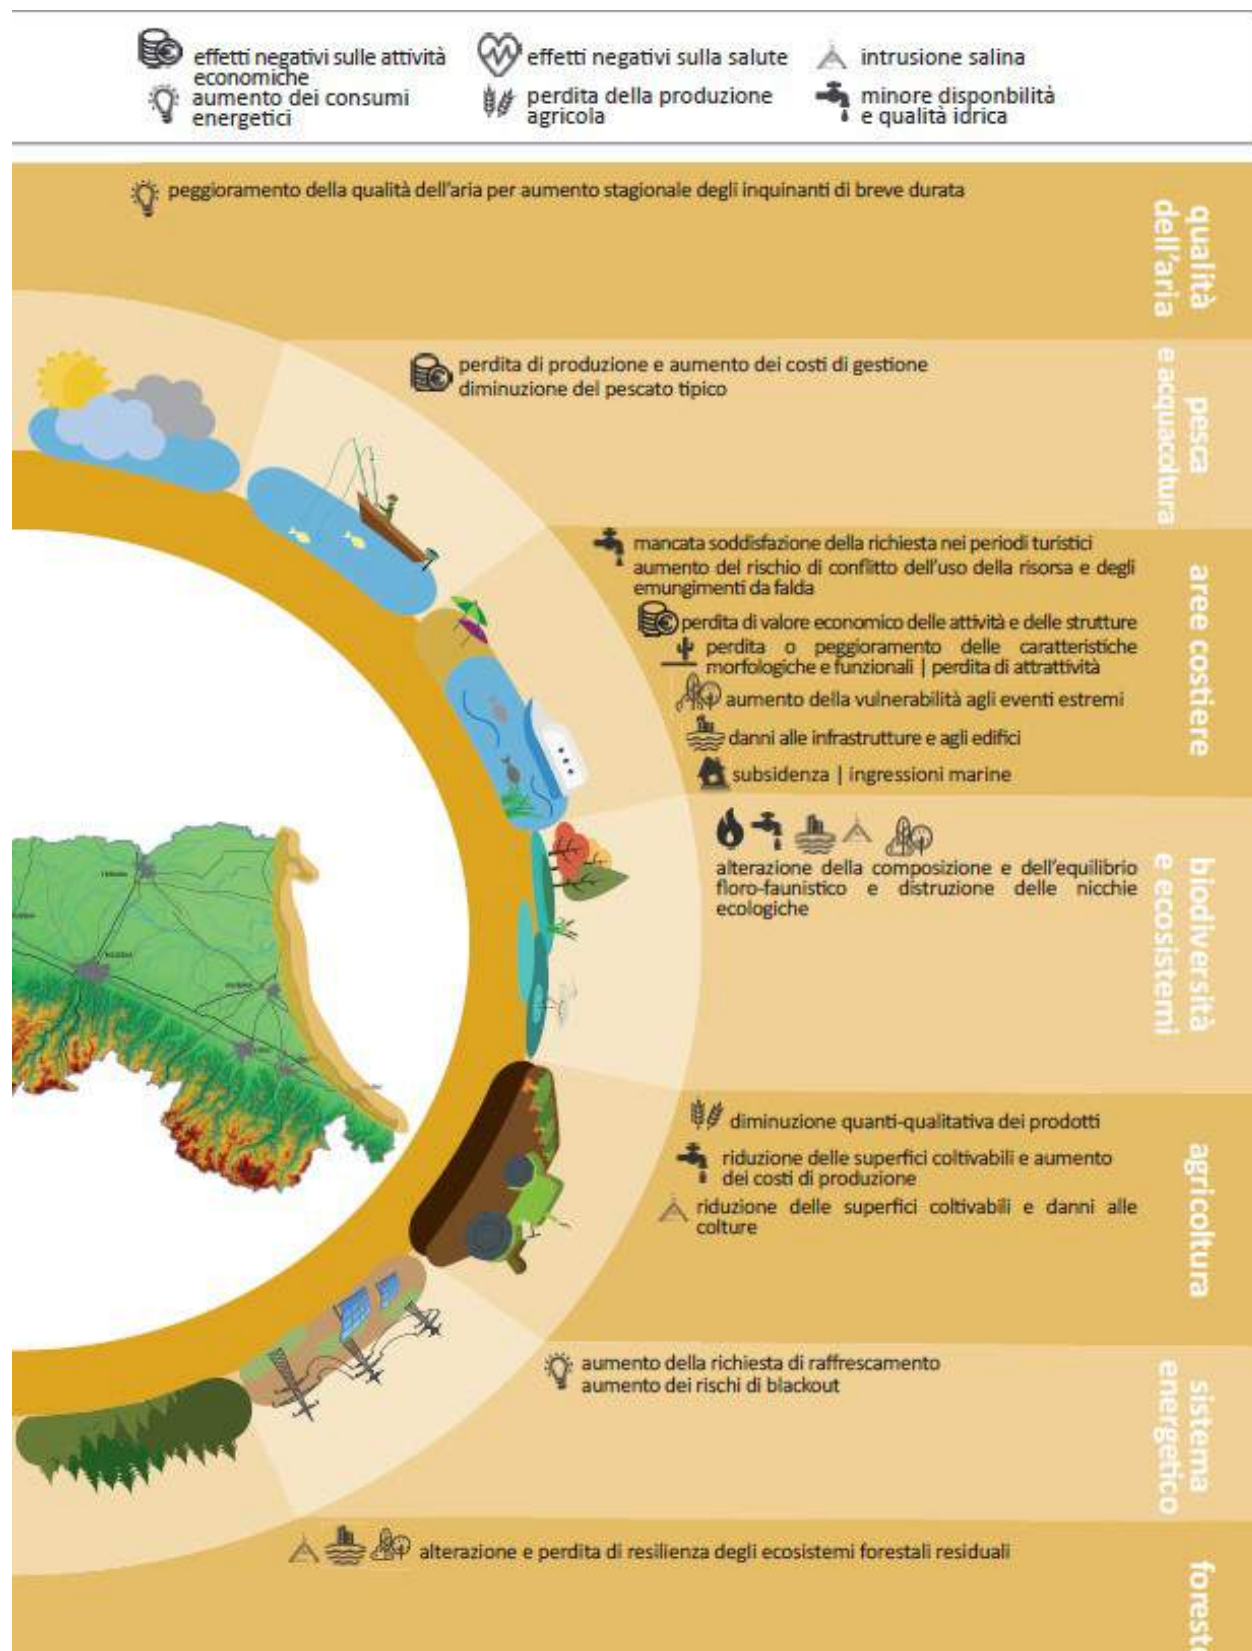 effetti negativi sulle attività
economiche
aumento dei consumi
energetici
effetti negativi sulla salute
perdita della produzione
agricola
intrusione salina
minore disponbilità
e qualità idrica
peggioramento della qualità dell'aria per aumento stagionale degli inquinanti di breve durata
qualità
dell'aria
perdita di produzione e aumento dei costi di gestione
diminuzione del pescato tipico
pesca
e acquacoltura
mancata soddisfazione della richiesta nei periodi turistici
aumento del rischio di conflitto dell'uso della risorsa e degli
emungimenti da falda
perdita di valore economico delle attività e delle strutture
perdita o peggioramento delle caratteristiche
morfologiche e funzionali | perdita di attrattività
aumento della vulnerabilità agli eventi estremi
danni alle infrastrutture e agli edifici
subsidenza | ingressioni marine
aree costiere
alterazione della composizione e dell'equilibrio
floro-faunistico e distruzione delle nicchie
ecologiche
biodiversità
e ecosistemi
diminuzione quanti-qualitativa dei prodotti
riduzione delle superfici coltivabili e aumento
dei costi di produzione
riduzione delle superfici coltivabili e danni alle
colture
agricoltura
aumento della richiesta di raffrescamento
aumento dei rischi di blackout
sistema
energetico
alterazione e perdita di resilienza degli ecosistemi forestali residuali